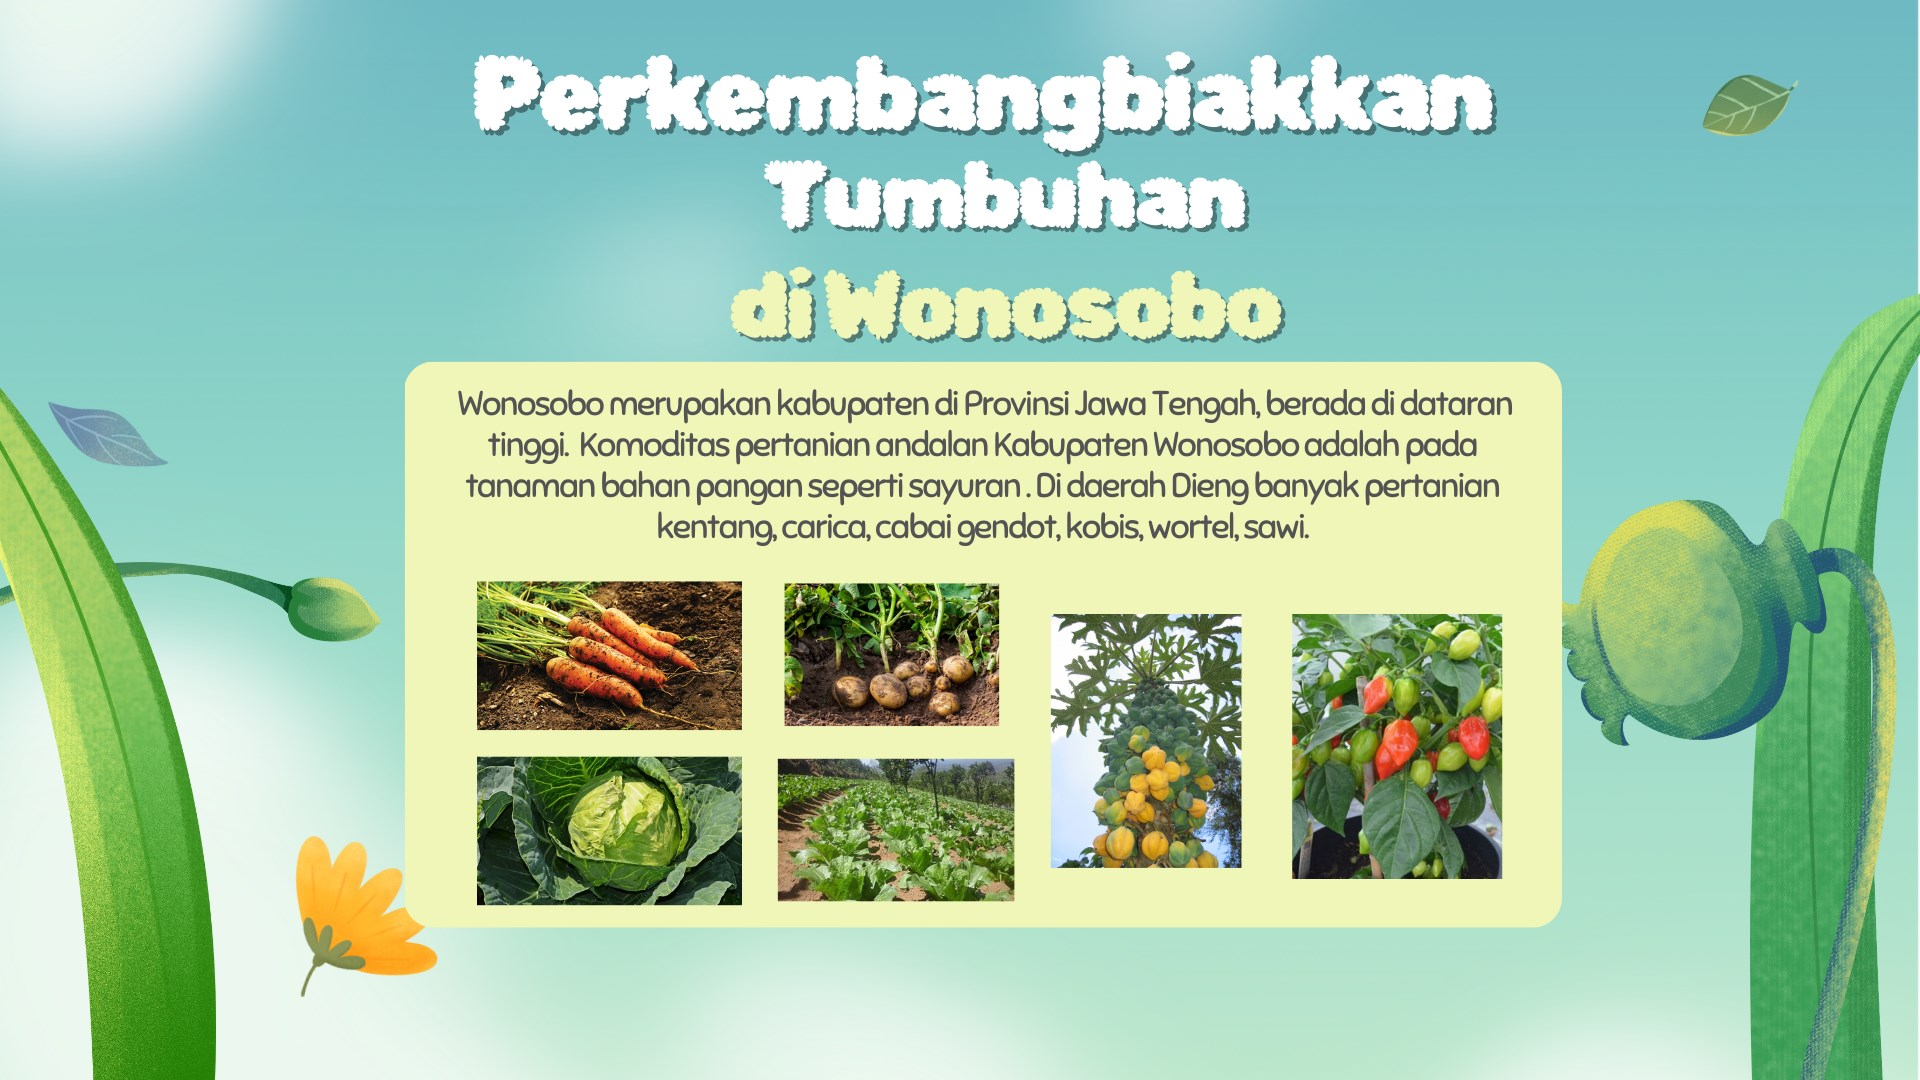 Perkembangbiakkan
Tumbuhan
di Wonosobo
Wonosobo merupakan kabupaten di Provinsi Jawa Tengah, berada di dataran
tinggi.  Komoditas pertanian andalan Kabupaten Wonosobo adalah pada
tanaman bahan pangan seperti sayuran . Di daerah Dieng banyak pertanian
kentang, carica, cabai gendot, kobis, wortel, sawi.